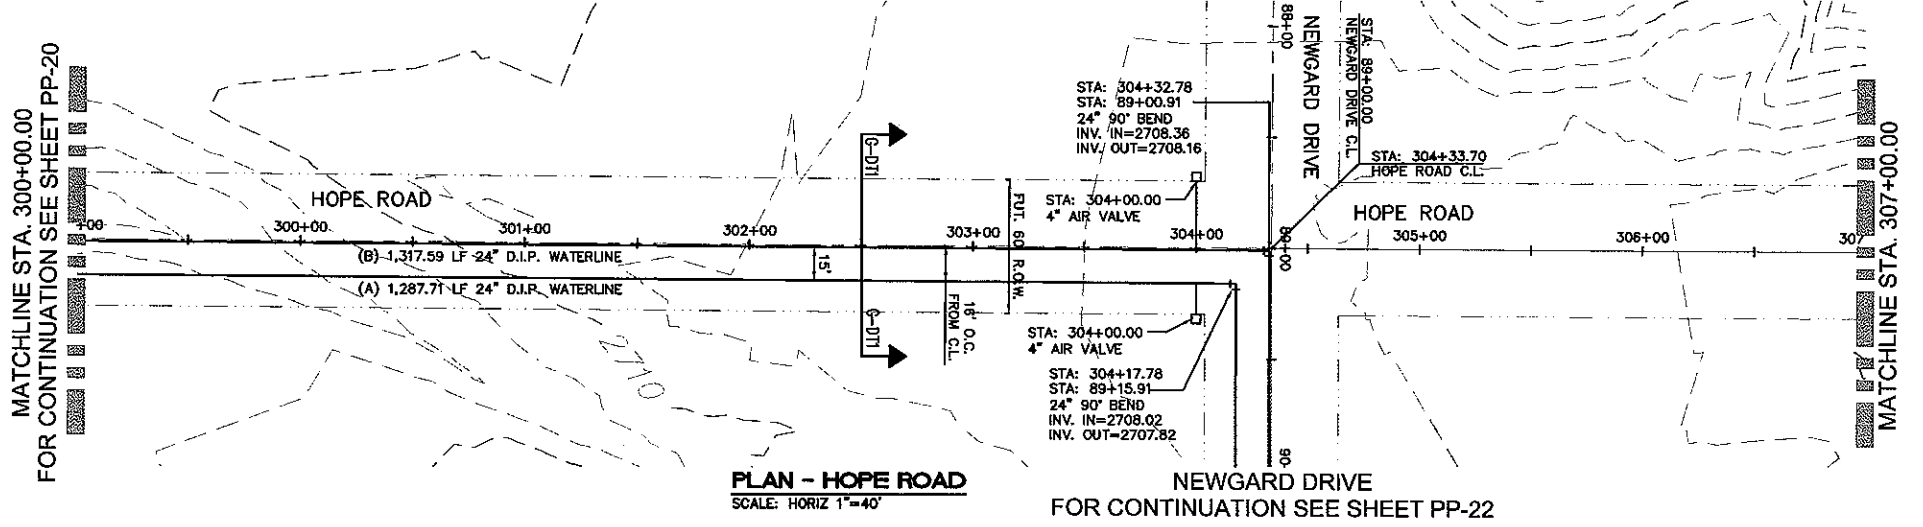 MATCHLINE STA. 300+00.00
FOR CONTINUATION SEE SHEET PP-20
HOPE ROAD
+00
300+00
301+00
302+00
303+00
304+00
305+00
306+00
307
(B) 1,317.59 LF 24" D.I.P. WATERLINE
(A) 1,287.71 LF 24" D.I.P. WATERLINE
2710
15'
G-DT1
G-DT1
16' O.C.
FROM C.L.
FUT. 60' R.O.W.
STA: 304+32.78
STA: 89+00.91
24" 90° BEND
INV. IN=2708.36
INV. OUT=2708.16
STA: 304+00.00
4" AIR VALVE
STA: 304+00.00
4" AIR VALVE
STA: 304+17.78
STA: 89+15.91
24" 90° BEND
INV. IN=2708.02
INV. OUT=2707.82
88+00
NEWGARD DRIVE
STA: 89+00.00
NEWGARD DRIVE C.L.
STA: 304+33.70
HOPE ROAD C.L.
HOPE ROAD
89+00
90
MATCHLINE STA. 307+00.00
PLAN - HOPE ROAD
SCALE: HORIZ 1"=40'
NEWGARD DRIVE
FOR CONTINUATION SEE SHEET PP-22